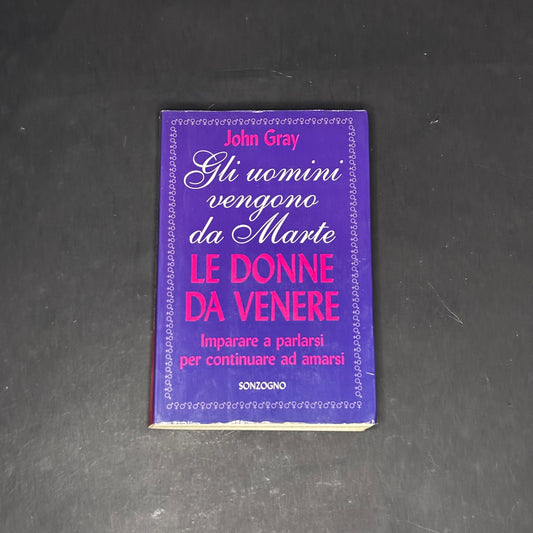 John Gray
Gli uomini
vengono
da Marte
LE DONNE
DA VENERE
Imparare a parlarsi
per continuare ad amarsi
SONZOGNO